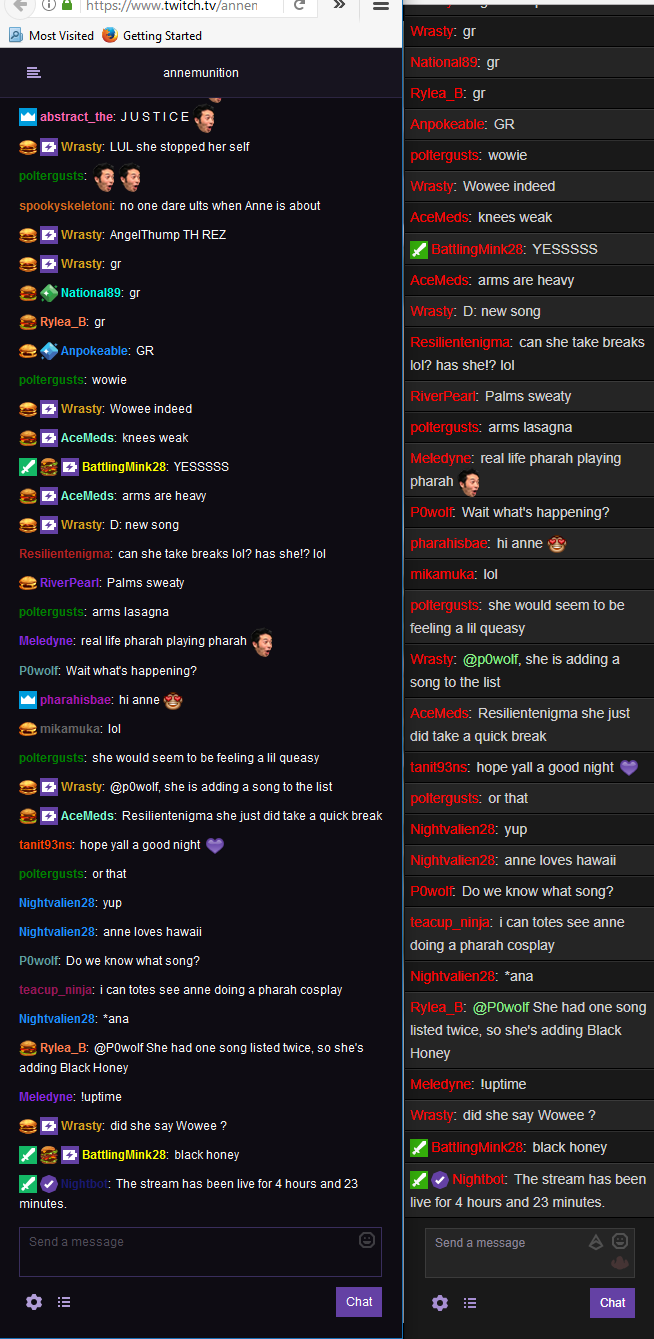 https://www.twitch.tv/annem
Most Visited Getting Started
annemunition
abstract_the: J U S T I C E
Wrasty: LUL she stopped her self
poltergusts:
spookyskeletoni: no one dare ults when Anne is about
Wrasty: AngelThump TH REZ
Wrasty: gr
National89: gr
Rylea_B: gr
Anpokeable: GR
poltergusts: wowie
Wrasty: Wowee indeed
AceMeds: knees weak
BattlingMink28: YESSSSS
AceMeds: arms are heavy
Wrasty: D: new song
Resilientenigma: can she take breaks lol? has she!? lol
RiverPearl: Palms sweaty
poltergusts: arms lasagna
Meledyne: real life pharah playing pharah
P0wolf: Wait what's happening?
pharahisbae: hi anne
mikamuka: lol
poltergusts: she would seem to be feeling a lil queasy
Wrasty: @p0wolf, she is adding a song to the list
AceMeds: Resilientenigma she just did take a quick break
tanit93ns: hope yall a good night
poltergusts: or that
Nightvalien28: yup
Nightvalien28: anne loves hawaii
P0wolf: Do we know what song?
teacup_ninja: i can totes see anne doing a pharah cosplay
Nightvalien28: *ana
Rylea_B: @P0wolf She had one song listed twice, so she's
adding Black Honey
Meledyne: !uptime
Wrasty: did she say Wowee ?
BattlingMink28: black honey
Nightbot: The stream has been live for 4 hours and 23
minutes.
Send a message
Chat
Wrasty: gr
National89: gr
Rylea_B: gr
Anpokeable: GR
poltergusts: wowie
Wrasty: Wowee indeed
AceMeds: knees weak
BattlingMink28: YESSSSS
AceMeds: arms are heavy
Wrasty: D: new song
Resilientenigma: can she take breaks
lol? has she!? lol
RiverPearl: Palms sweaty
poltergusts: arms lasagna
Meledyne: real life pharah playing
pharah
P0wolf: Wait what's happening?
pharahisbae: hi anne
mikamuka: lol
poltergusts: she would seem to be
feeling a lil queasy
Wrasty: @p0wolf, she is adding a
song to the list
AceMeds: Resilientenigma she just
did take a quick break
tanit93ns: hope yall a good night
poltergusts: or that
Nightvalien28: yup
Nightvalien28: anne loves hawaii
P0wolf: Do we know what song?
teacup_ninja: i can totes see anne
doing a pharah cosplay
Nightvalien28: *ana
Rylea_B: @P0wolf She had one song
listed twice, so she's adding Black
Honey
Meledyne: !uptime
Wrasty: did she say Wowee ?
BattlingMink28: black honey
Nightbot: The stream has been
live for 4 hours and 23 minutes.
Send a message
Chat